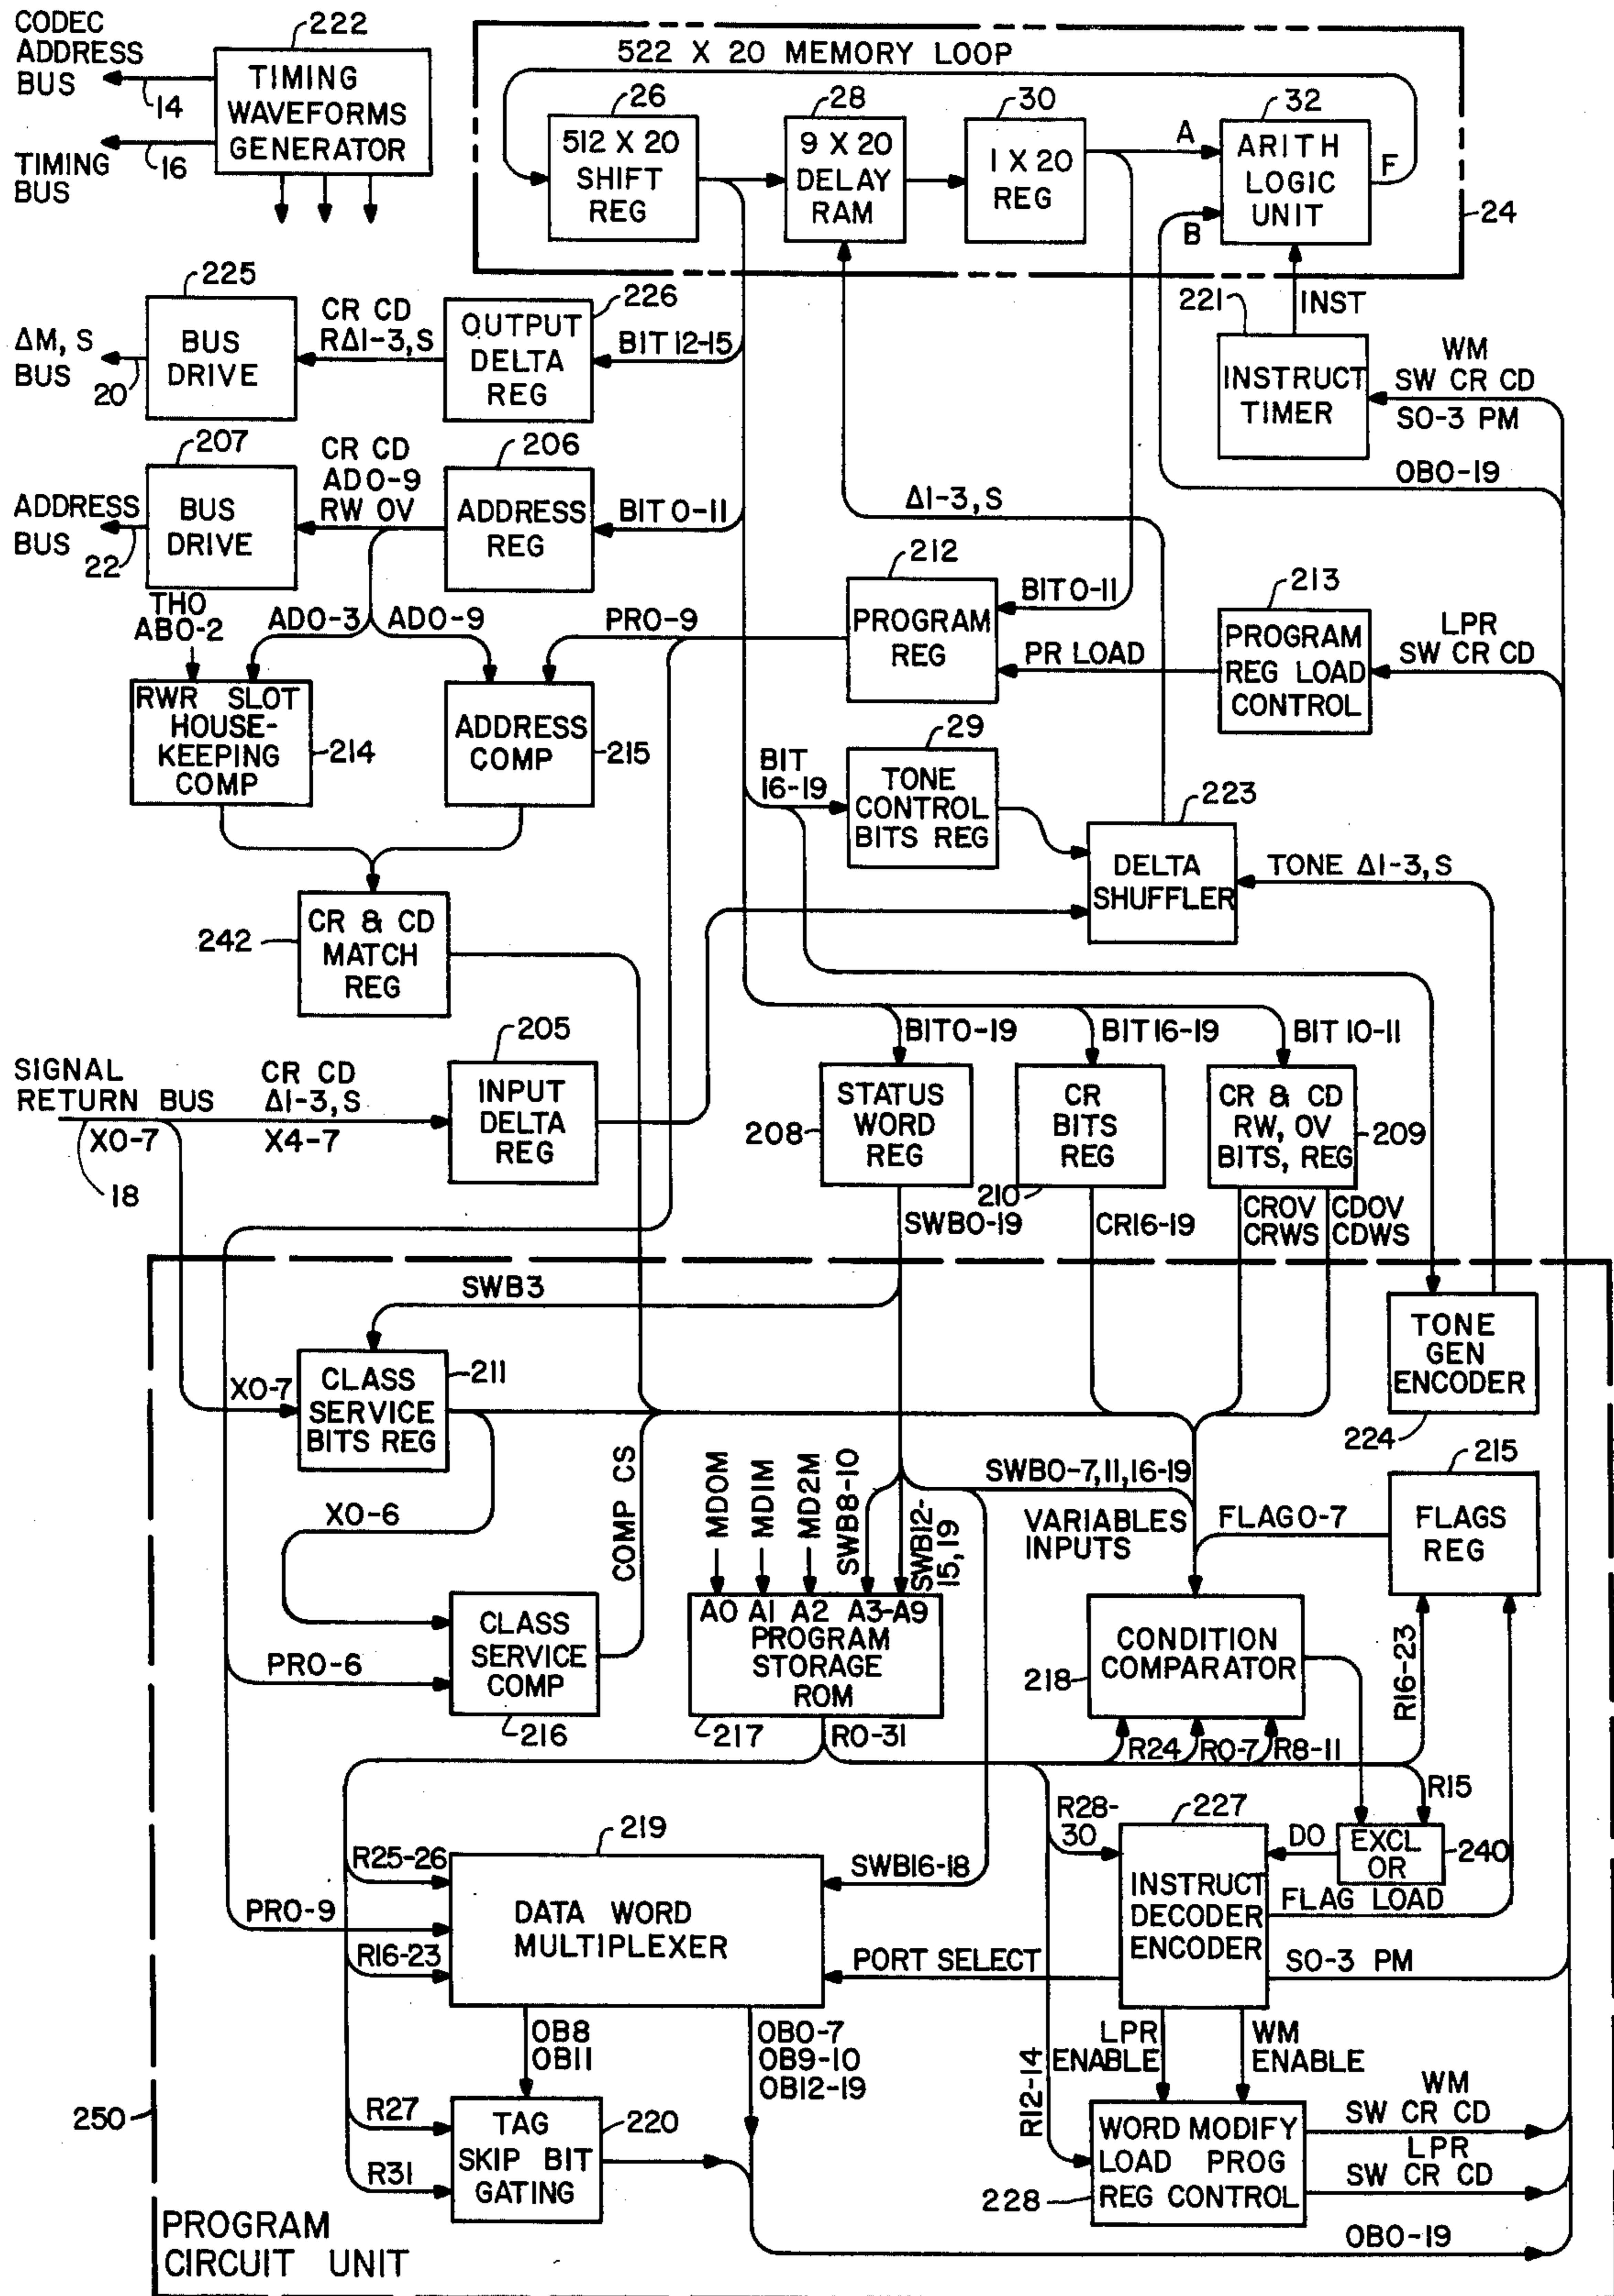 CODEC
ADDRESS
BUS
14
TIMING
BUS
16
222
TIMING
WAVEFORMS
GENERATOR
522 X 20 MEMORY LOOP
26
512 X 20
SHIFT
REG
28
9 X 20
DELAY
RAM
30
1 X 20
REG
A
B
32
ARITH
LOGIC
UNIT
F
24
225
BUS
DRIVE
ΔM, S
BUS
20
CR CD
RΔ1-3,S
226
OUTPUT
DELTA
REG
BIT 12-15
221
INST
INSTRUCT
TIMER
WM
SW CR CD
S0-3 PM
OB0-19
207
BUS
DRIVE
ADDRESS
BUS
22
CR CD
AD0-9
RW OV
206
ADDRESS
REG
BIT 0-11
Δ1-3,S
212
PROGRAM
REG
BIT 0-11
PR LOAD
213
PROGRAM
REG LOAD
CONTROL
LPR
SW CR CD
TH0
AB0-2
AD0-3
AD0-9
PR0-9
RWR SLOT
HOUSE-
KEEPING
COMP
214
ADDRESS
COMP
215
BIT
16-19
29
TONE
CONTROL
BITS REG
223
DELTA
SHUFFLER
TONE Δ1-3,S
242
CR & CD
MATCH
REG
SIGNAL
RETURN BUS
X0-7
18
CR CD
Δ1-3,S
X4-7
205
INPUT
DELTA
REG
BIT0-19
BIT16-19
BIT 10-11
STATUS
WORD
REG
208
CR
BITS
REG
210
CR & CD
RW, OV
BITS, REG
209
SWB0-19
CR16-19
CROV
CRWS
CDOV
CDWS
SWB3
X0-7
211
CLASS
SERVICE
BITS REG
TONE
GEN
ENCODER
224
X0-6
COMP CS
MD0M
MD1M
MD2M
SWB8-10
SWB12-
15,19
SWB0-7,11,16-19
VARIABLES
INPUTS
FLAG 0-7
215
FLAGS
REG
PR0-6
CLASS
SERVICE
COMP
216
A0 A1 A2 A3-A9
PROGRAM
STORAGE
ROM
217
R0-31
CONDITION
COMPARATOR
218
R24
R0-7
R8-11
R16-23
R15
R28-
30
227
INSTRUCT
DECODER
ENCODER
D0
EXCL
OR
240
FLAG LOAD
S0-3 PM
219
DATA WORD
MULTIPLEXER
R25-26
PR0-9
R16-23
SWB16-18
PORT SELECT
OB8
OB11
OB0-7
OB9-10
OB12-19
LPR
ENABLE
WM
ENABLE
R12-14
R27
R31
TAG
SKIP BIT
GATING
220
WORD MODIFY
LOAD PROG
REG CONTROL
228
WM
SW CR CD
LPR
SW CR CD
OB0-19
250
PROGRAM
CIRCUIT UNIT